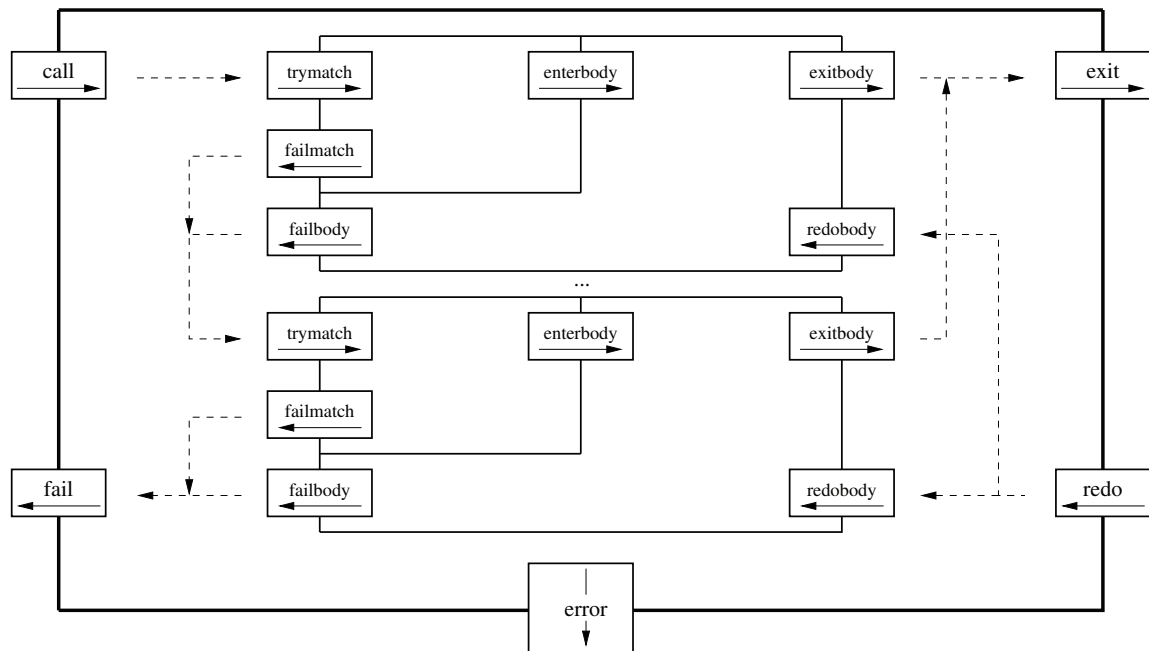 call
trymatch
enterbody
exitbody
exit
failmatch
failbody
redobody
...
trymatch
enterbody
exitbody
failmatch
fail
failbody
redobody
redo
error